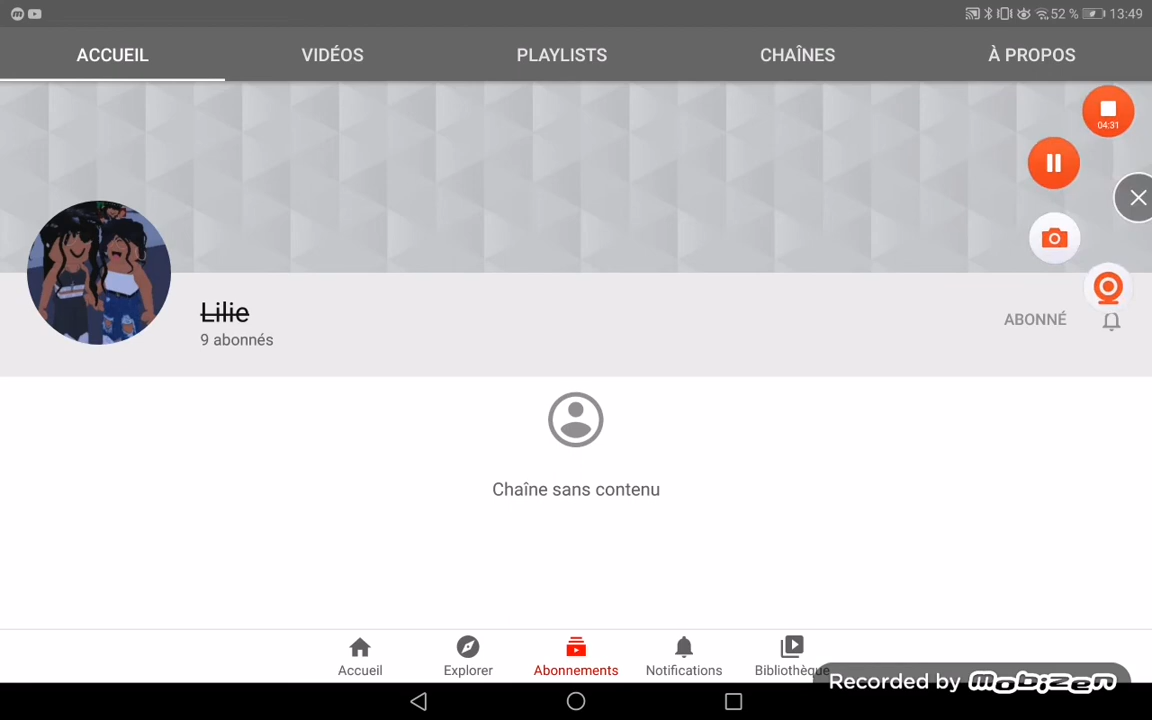 52 % 13:49
ACCUEIL VIDÉOS PLAYLISTS CHAÎNES À PROPOS
04:31
Lilie
9 abonnés
ABONNÉ
Chaîne sans contenu
Accueil Explorer Abonnements Notifications Bibliothèque
Recorded by mobizen